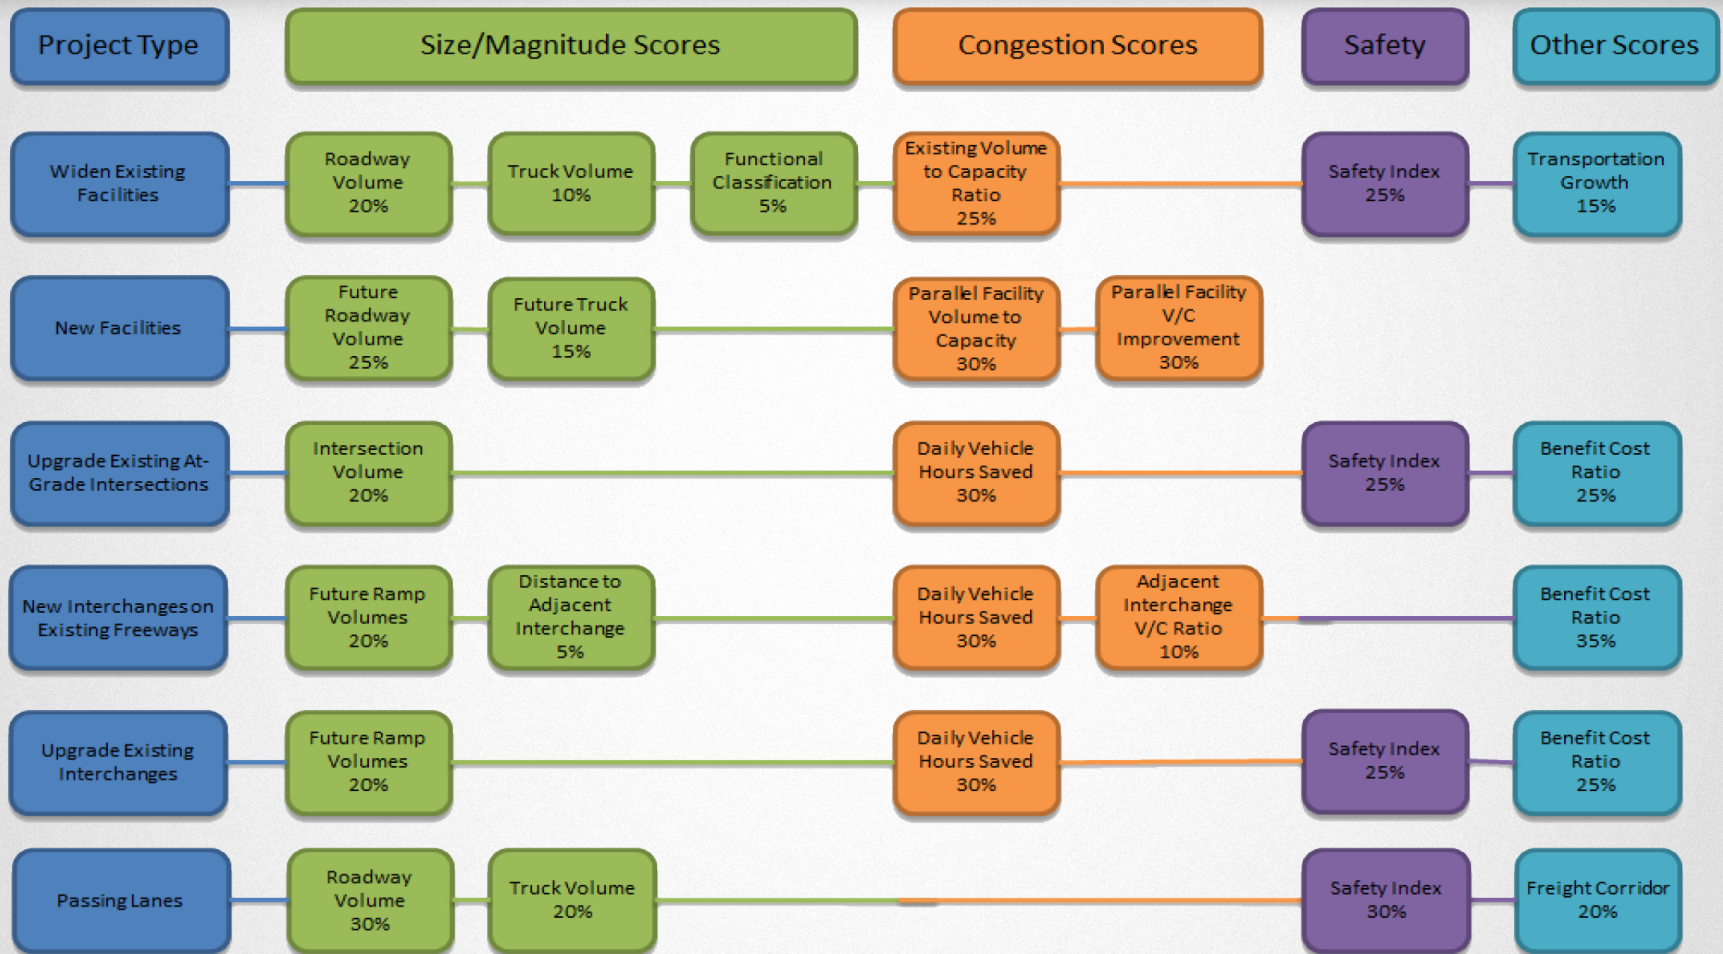 Project Type
Size/Magnitude Scores
Congestion Scores
Safety
Other Scores
Widen Existing
Facilities
Roadway
Volume
20%
Truck Volume
10%
Functional
Classification
5%
Existing Volume
to Capacity
Ratio
25%
Safety Index
25%
Transportation
Growth
15%
New Facilities
Future
Roadway
Volume
25%
Future Truck
Volume
15%
Parallel Facility
Volume to
Capacity
30%
Parallel Facility
V/C
Improvement
30%
Upgrade Existing At-
Grade Intersections
Intersection
Volume
20%
Daily Vehicle
Hours Saved
30%
Safety Index
25%
Benefit Cost
Ratio
25%
New Interchanges on
Existing Freeways
Future Ramp
Volumes
20%
Distance to
Adjacent
Interchange
5%
Daily Vehicle
Hours Saved
30%
Adjacent
Interchange
V/C Ratio
10%
Benefit Cost
Ratio
35%
Upgrade Existing
Interchanges
Future Ramp
Volumes
20%
Daily Vehicle
Hours Saved
30%
Safety Index
25%
Benefit Cost
Ratio
25%
Passing Lanes
Roadway
Volume
30%
Truck Volume
20%
Safety Index
30%
Freight Corridor
20%